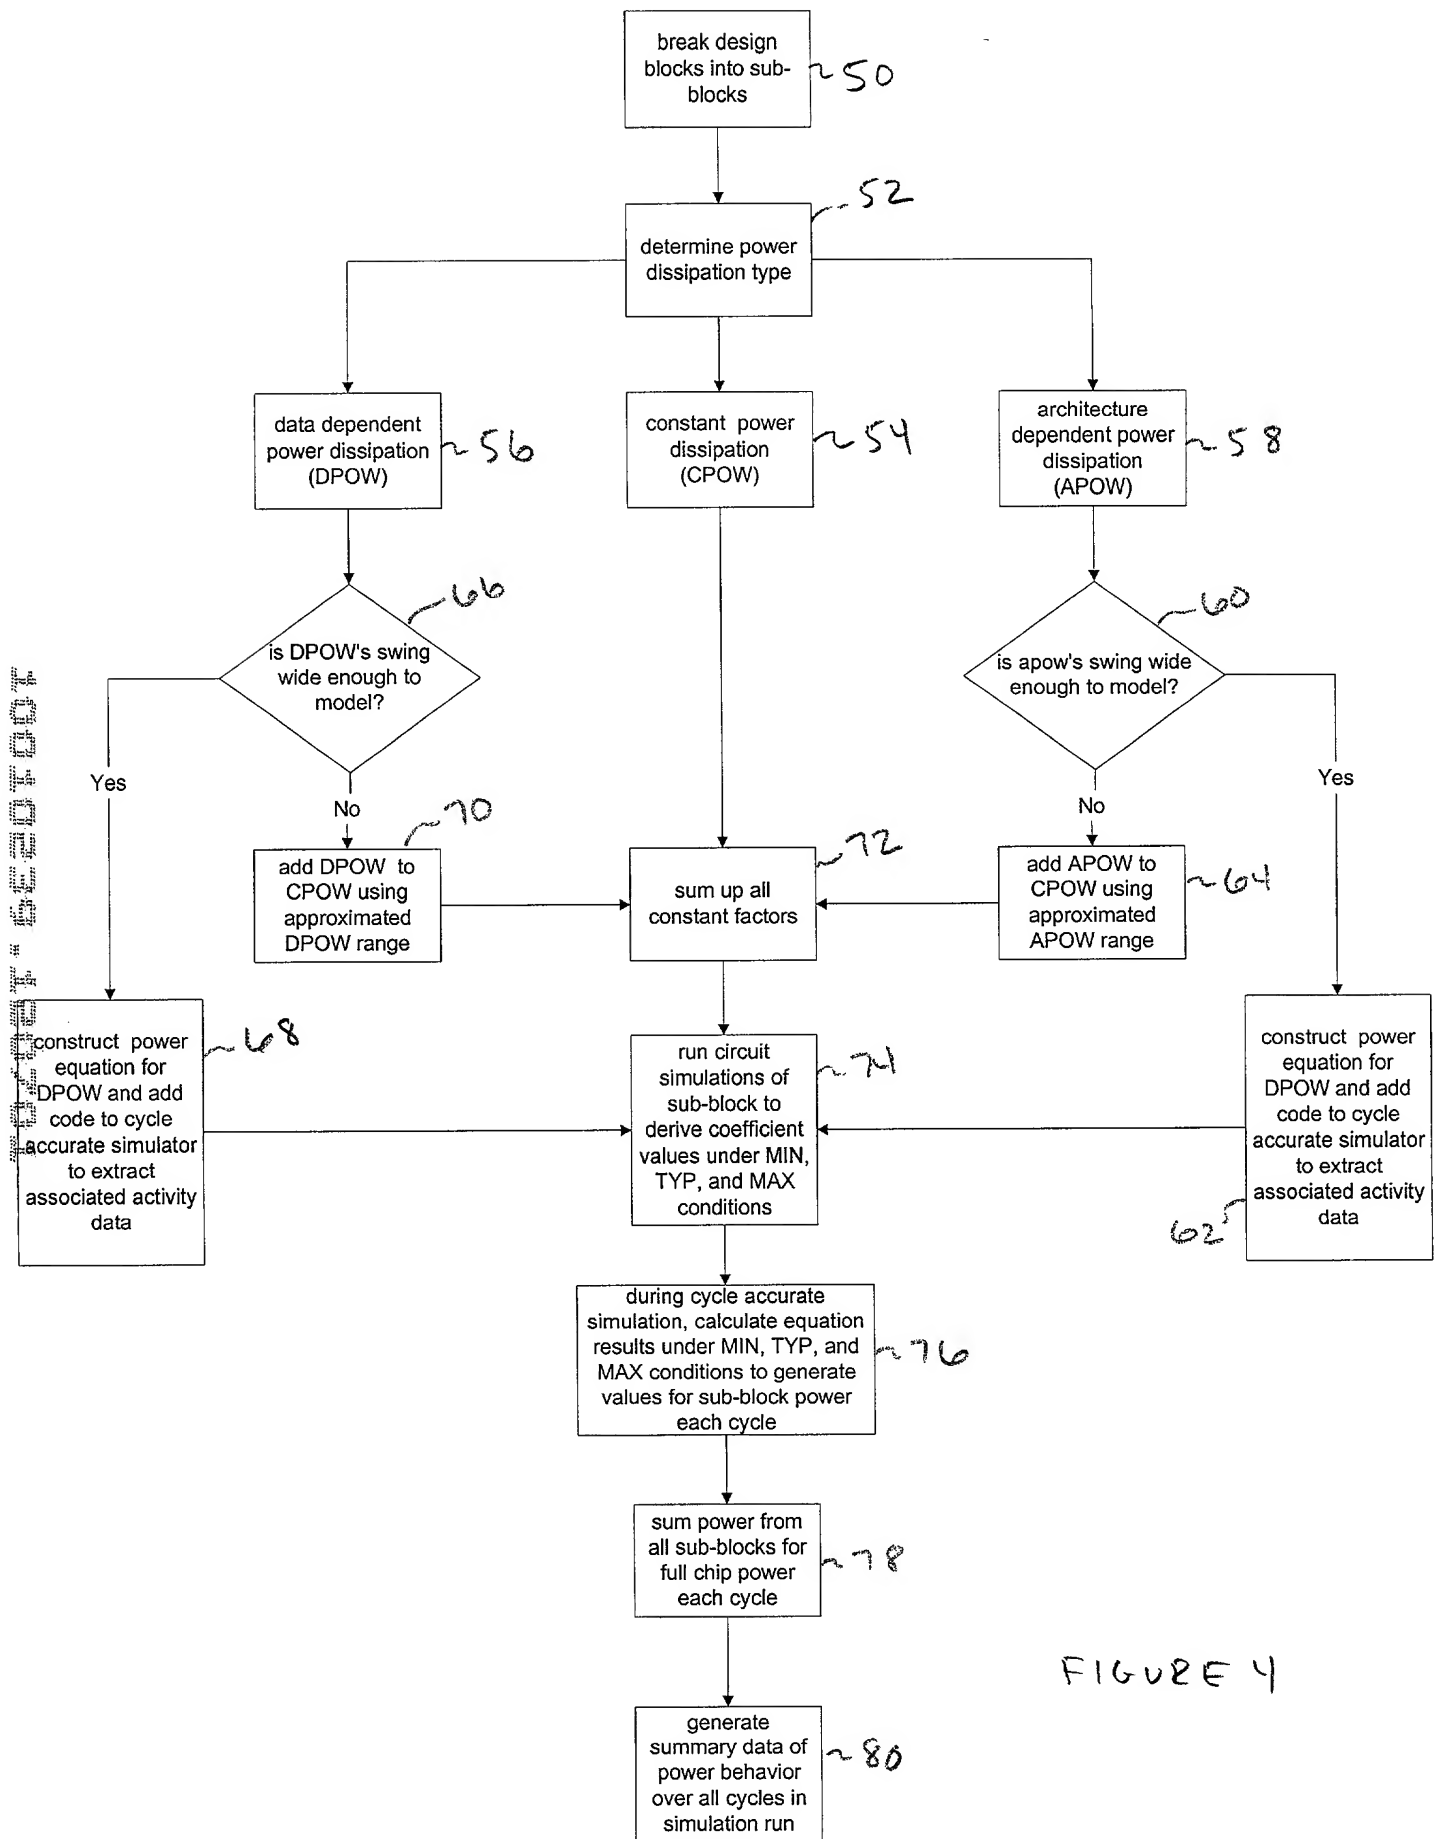 break design
blocks into sub-
blocks
50
52
determine power
dissipation type
data dependent
power dissipation
(DPOW)
56
constant power
dissipation
(CPOW)
54
architecture
dependent power
dissipation
(APOW)
58
66
is DPOW's swing
wide enough to
model?
60
is apow's swing wide
enough to model?
Yes
No
70
No
Yes
add DPOW to
CPOW using
approximated
DPOW range
72
sum up all
constant factors
add APOW to
CPOW using
approximated
APOW range
64
construct power
equation for
DPOW and add
code to cycle
accurate simulator
to extract
associated activity
data
68
run circuit
simulations of
sub-block to
derive coefficient
values under MIN,
TYP, and MAX
conditions
74
construct power
equation for
DPOW and add
code to cycle
accurate simulator
to extract
associated activity
data
62
during cycle accurate
simulation, calculate equation
results under MIN, TYP, and
MAX conditions to generate
values for sub-block power
each cycle
76
sum power from
all sub-blocks for
full chip power
each cycle
78
FIGURE 4
generate
summary data of
power behavior
over all cycles in
simulation run
80